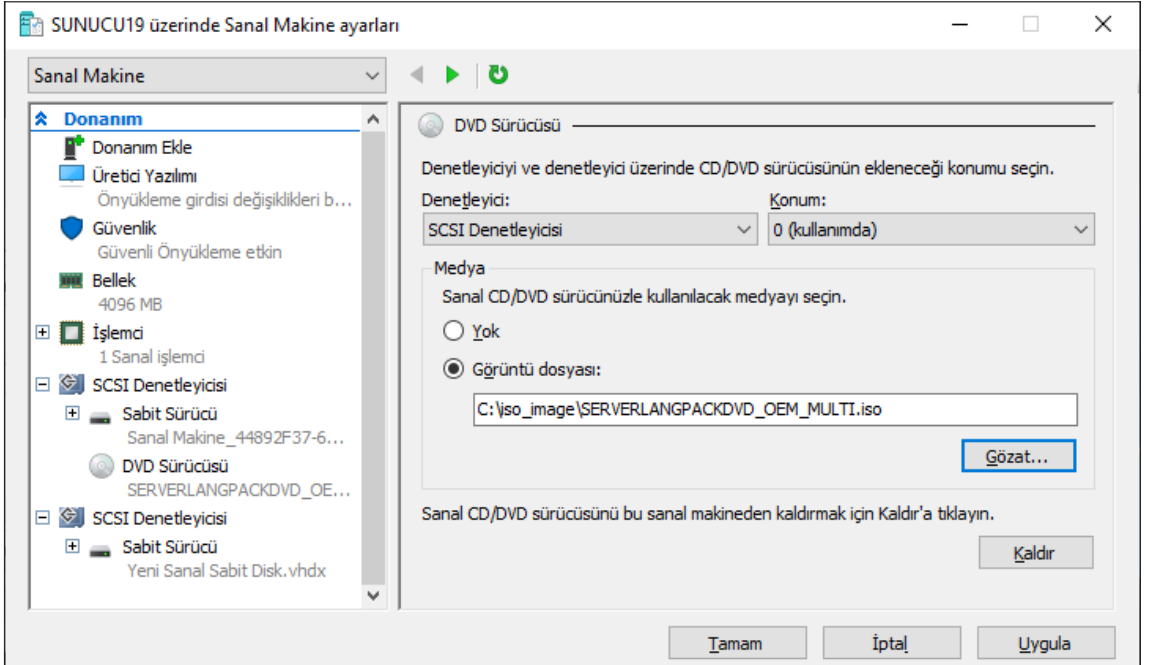 SUNUCU19 üzerinde Sanal Makine ayarları
Sanal Makine
Donanım
Donanım Ekle
Üretici Yazılımı
Önyükleme girdisi değişiklikleri b...
Güvenlik
Güvenli Önyükleme etkin
Bellek
4096 MB
İşlemci
1 Sanal işlemci
SCSI Denetleyicisi
Sabit Sürücü
Sanal Makine_44892F37-6...
DVD Sürücüsü
SERVERLANGPACKDVD_OE...
SCSI Denetleyicisi
Sabit Sürücü
Yeni Sanal Sabit Disk.vhdx
DVD Sürücüsü
Denetleyiciyi ve denetleyici üzerinde CD/DVD sürücüsünün ekleneceği konumu seçin.
Denetleyici: Konum:
SCSI Denetleyicisi 0 (kullanımda)
Medya
Sanal CD/DVD sürücünüzle kullanılacak medyayı seçin.
Yok
Görüntü dosyası:
C:\iso_image\SERVERLANGPACKDVD_OEM_MULTI.iso
Gözat...
Sanal CD/DVD sürücüsünü bu sanal makineden kaldırmak için Kaldır'a tıklayın.
Kaldır
Tamam İptal Uygula